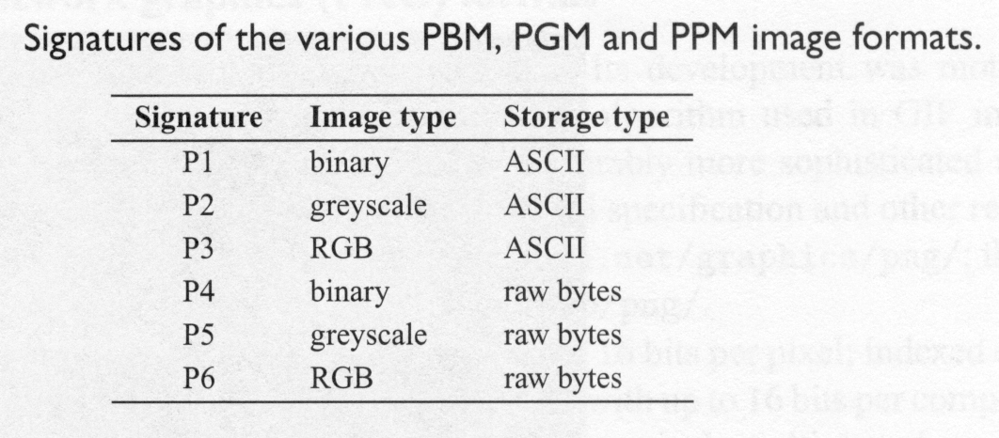 Signatures of the various PBM, PGM and PPM image formats.
Signature Image type Storage type
P1 binary ASCII
P2 greyscale ASCII
P3 RGB ASCII
P4 binary raw bytes
P5 greyscale raw bytes
P6 RGB raw bytes